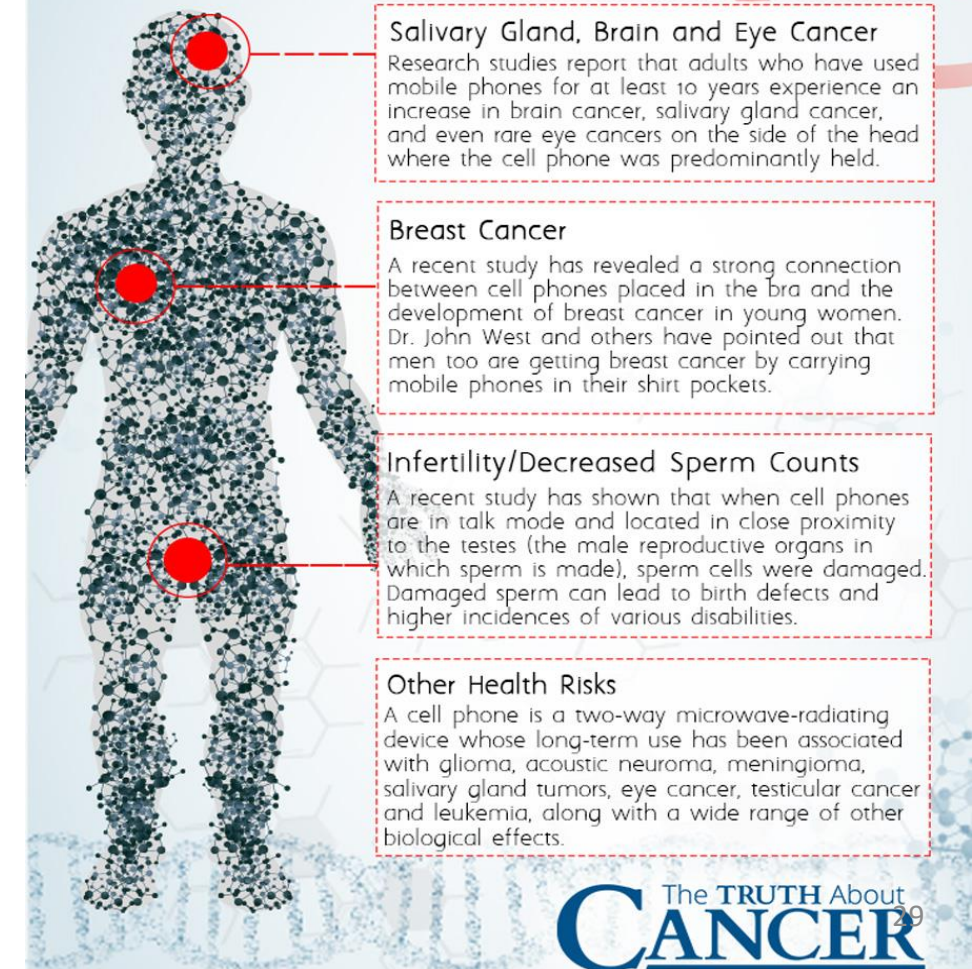 Salivary Gland, Brain and Eye Cancer
Research studies report that adults who have used
mobile phones for at least 10 years experience an
increase in brain cancer, salivary gland cancer,
and even rare eye cancers on the side of the head
where the cell phone was predominantly held.
Breast Cancer
A recent study has revealed a strong connection
between cell phones placed in the bra and the
development of breast cancer in young women.
Dr. John West and others have pointed out that
men too are getting breast cancer by carrying
mobile phones in their shirt pockets.
Infertility/Decreased Sperm Counts
A recent study has shown that when cell phones
are in talk mode and located in close proximity
to the testes (the male reproductive organs in
which sperm is made), sperm cells were damaged.
Damaged sperm can lead to birth defects and
higher incidences of various disabilities.
Other Health Risks
A cell phone is a two-way microwave-radiating
device whose long-term use has been associated
with glioma, acoustic neuroma, meningioma,
salivary gland tumors, eye cancer, testicular cancer
and leukemia, along with a wide range of other
biological effects.
The TRUTH About
CANCER
29